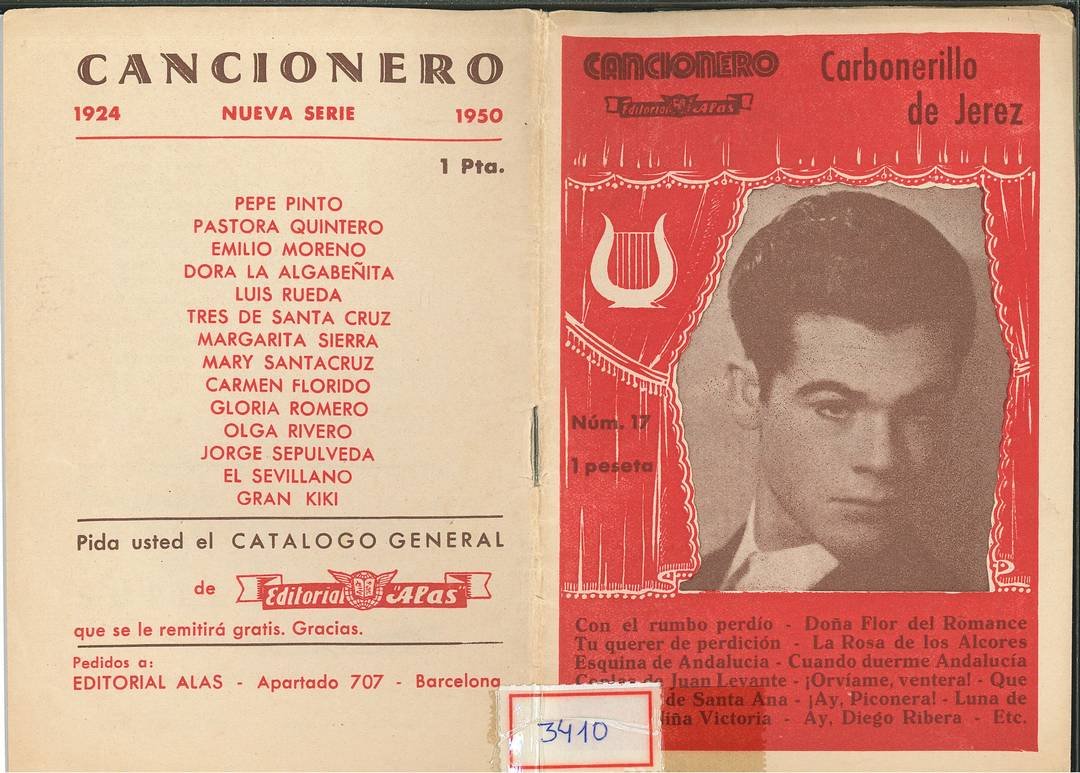 CANCIONERO
1924 NUEVA SERIE 1950
1 Pta.
PEPE PINTO
PASTORA QUINTERO
EMILIO MORENO
DORA LA ALGABEÑITA
LUIS RUEDA
TRES DE SANTA CRUZ
MARGARITA SIERRA
MARY SANTACRUZ
CARMEN FLORIDO
GLORIA ROMERO
OLGA RIVERO
JORGE SEPULVEDA
EL SEVILLANO
GRAN KIKI
Pida usted el CATALOGO GENERAL
de Editorial "Alas"
que se le remitirá gratis. Gracias.
Pedidos a:
EDITORIAL ALAS - Apartado 707 - Barcelona
CANCIONERO
Editorial Alas
Carbonerillo
de Jerez
Núm. 17
1 peseta
Con el rumbo perdío - Doña Flor del Romance
Tu querer de perdición - La Rosa de los Alcores
Esquina de Andalucia - Cuando duerme Andalucía
Coplas de Juan Levante - ¡Orvíame, ventera! - Que
de Santa Ana - ¡Ay, Piconera! - Luna de
Victoria - Ay, Diego Ribera - Etc.
3410